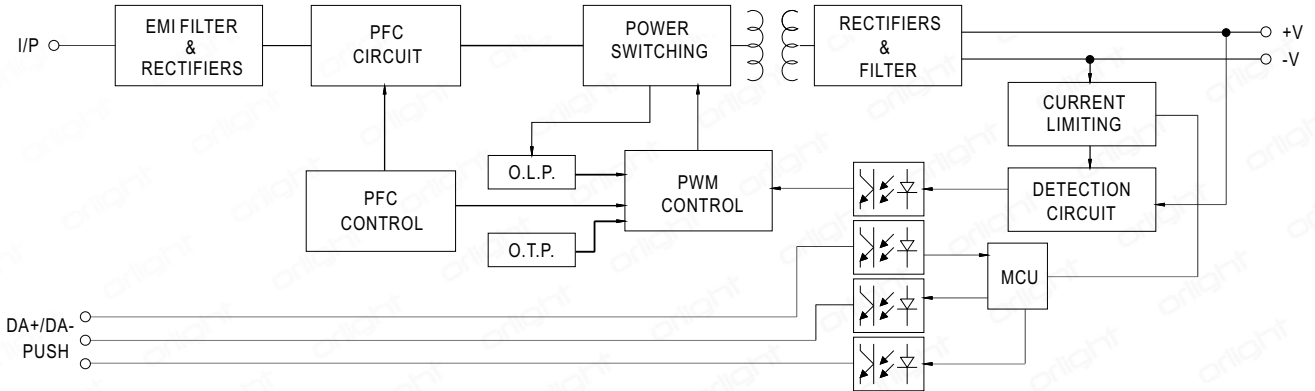 I/P
EMI FILTER
&
RECTIFIERS
PFC
CIRCUIT
POWER
SWITCHING
RECTIFIERS
&
FILTER
+V
-V
CURRENT
LIMITING
O.L.P.
PWM
CONTROL
DETECTION
CIRCUIT
PFC
CONTROL
O.T.P.
MCU
DA+/DA-
PUSH
arlight